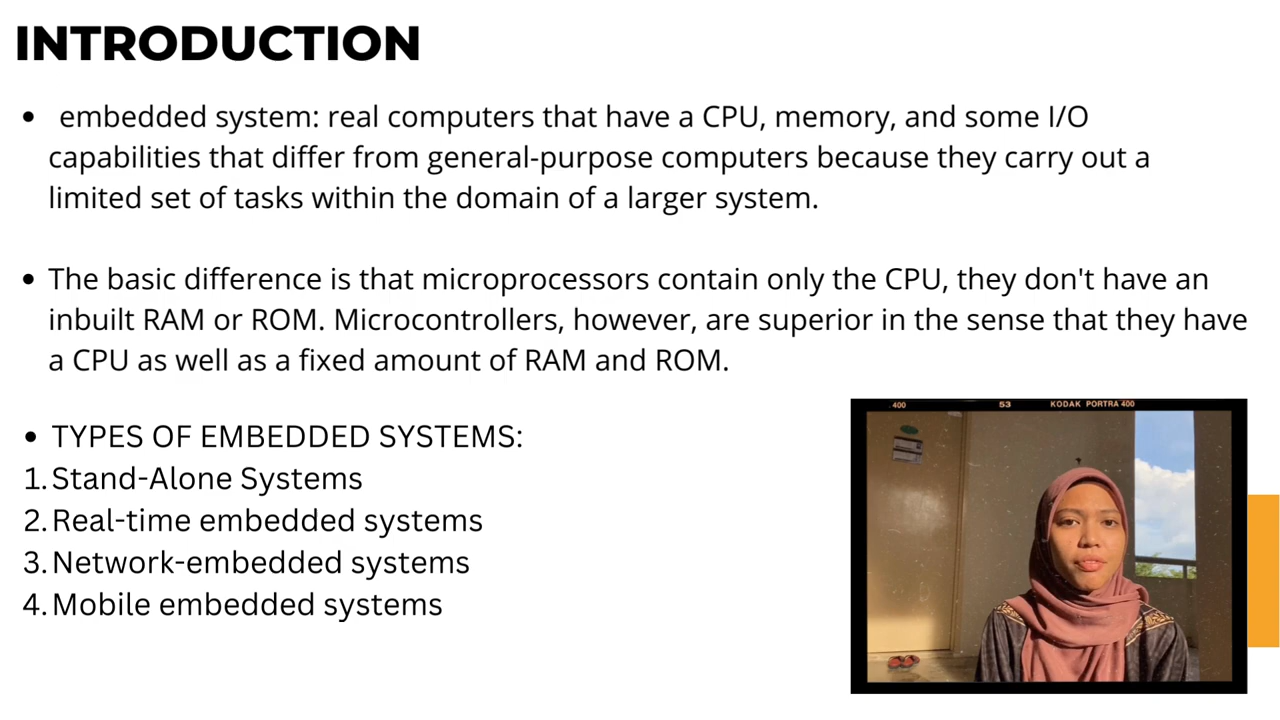 INTRODUCTION
• embedded system: real computers that have a CPU, memory, and some I/O
capabilities that differ from general-purpose computers because they carry out a
limited set of tasks within the domain of a larger system.
• The basic difference is that microprocessors contain only the CPU, they don't have an
inbuilt RAM or ROM. Microcontrollers, however, are superior in the sense that they have
a CPU as well as a fixed amount of RAM and ROM.
• TYPES OF EMBEDDED SYSTEMS:
1. Stand-Alone Systems
2. Real-time embedded systems
3. Network-embedded systems
4. Mobile embedded systems
400 53 KODAK PORTRA 400